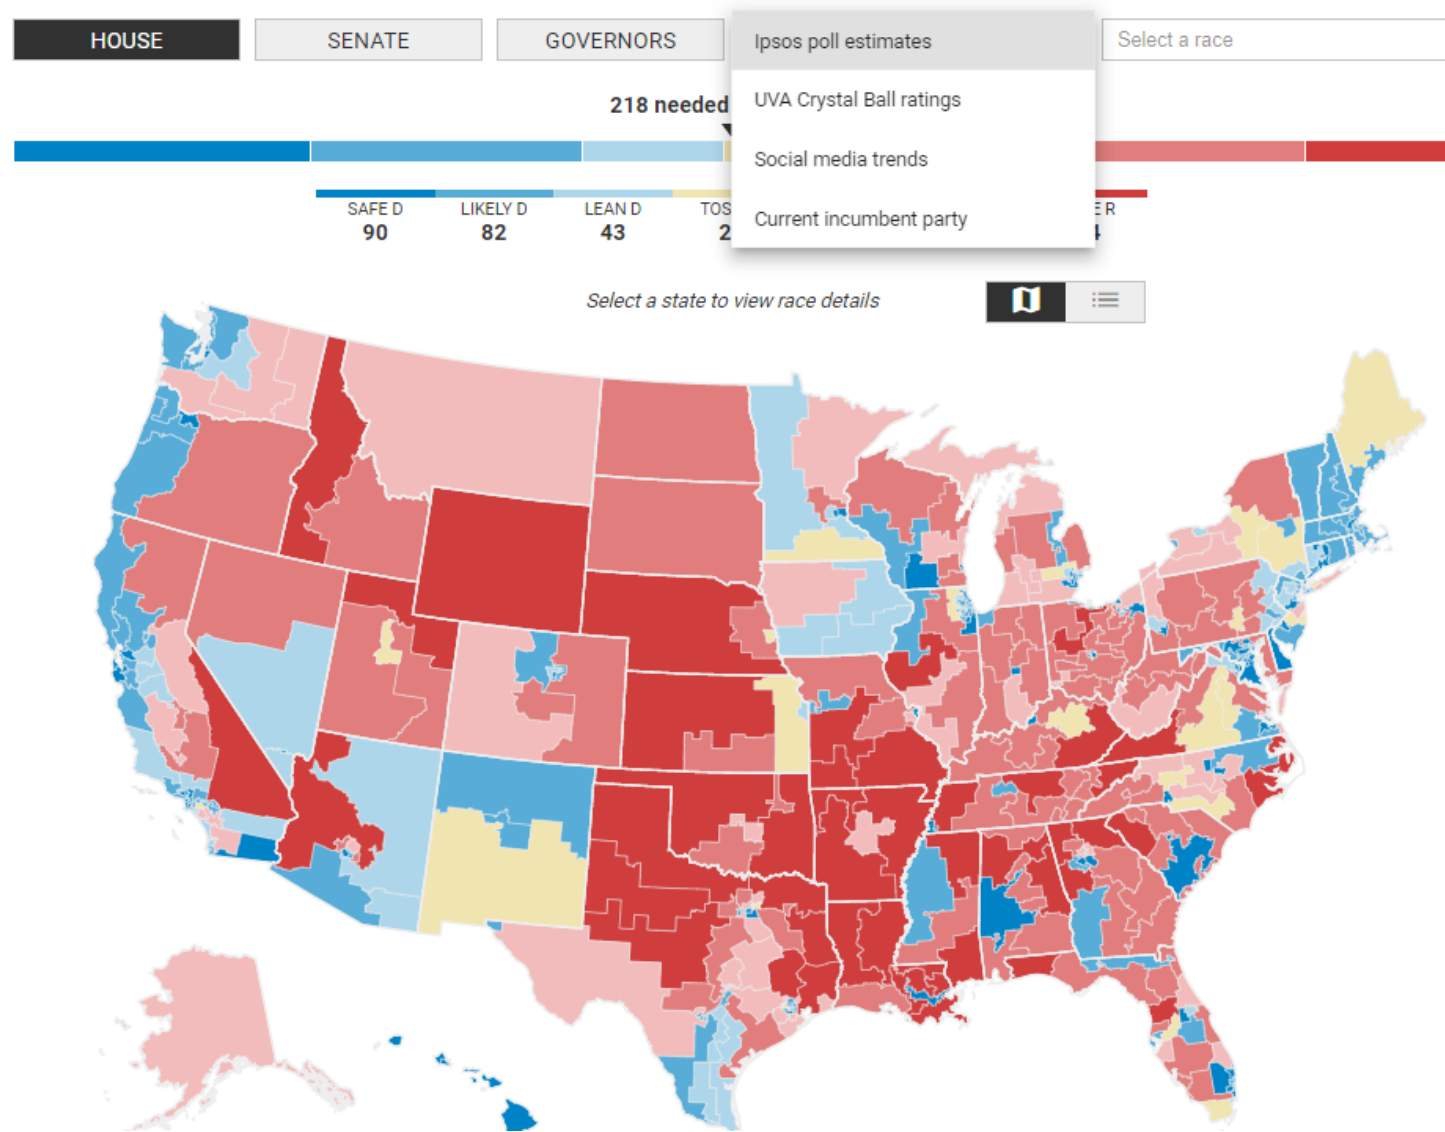 HOUSE
SENATE
GOVERNORS
Ipsos poll estimates
Select a race
UVA Crystal Ball ratings
218 needed
Social media trends
SAFE D
LIKELY D
LEAN D
90
82
43
Current incumbent party
Select a state to view race details